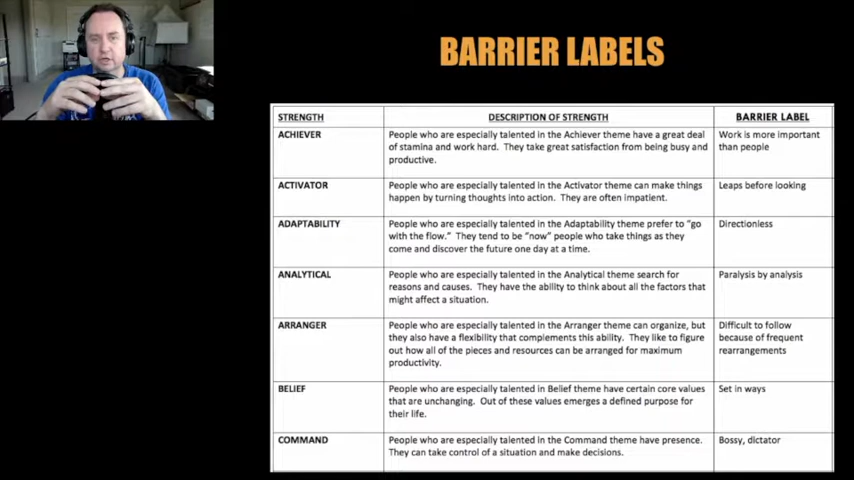 BARRIER LABELS
STRENGTH DESCRIPTION OF STRENGTH BARRIER LABEL
ACHIEVER
People who are especially talented in the Achiever theme have a great deal
of stamina and work hard. They take great satisfaction from being busy and
productive.
Work is more important
than people
ACTIVATOR
People who are especially talented in the Activator theme can make things
happen by turning thoughts into action. They are often impatient.
Leaps before looking
ADAPTABILITY
People who are especially talented in the Adaptability theme prefer to "go
with the flow." They tend to be "now" people who take things as they
come and discover the future one day at a time.
Directionless
ANALYTICAL
People who are especially talented in the Analytical theme search for
reasons and causes. They have the ability to think about all the factors that
might affect a situation.
Paralysis by analysis
ARRANGER
People who are especially talented in the Arranger theme can organize, but
they also have a flexibility that complements this ability. They like to figure
out how all of the pieces and resources can be arranged for maximum
productivity.
Difficult to follow
because of frequent
rearrangements
BELIEF
People who are especially talented in Belief theme have certain core values
that are unchanging. Out of these values emerges a defined purpose for
their life.
Set in ways
COMMAND
People who are especially talented in the Command theme have presence.
They can take control of a situation and make decisions.
Bossy, dictator